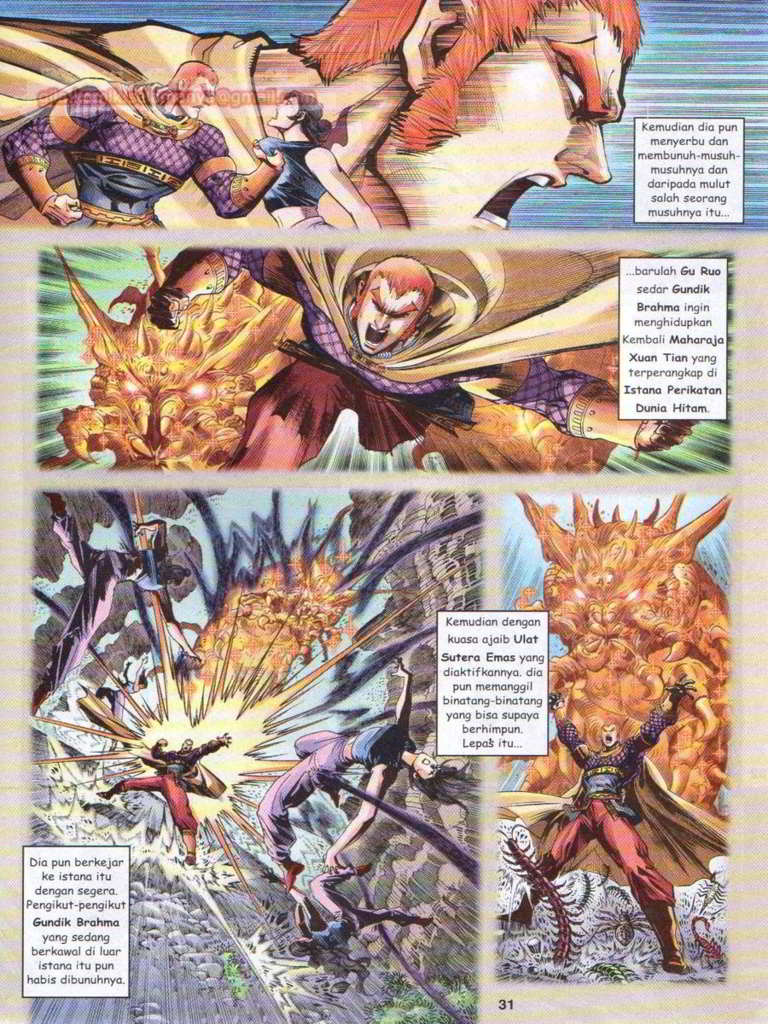 Kemudian dia pun
menyerbu dan
membunuh-musuh-
musuhnya dan
daripada mulut
salah seorang
musuhnya itu...
...barulah Gu Ruo
sedar Gundik
Brahma ingin
menghidupkan
Kembali Maharaja
Xuan Tian yang
terperangkap di
Istana Perikatan
Dunia Hitam.
Dia pun berkejar
ke istana itu
dengan segera.
Pengikut-pengikut
Gundik Brahma
yang sedang
berkawal di luar
istana itu pun
habis dibunuhnya.
Kemudian dengan
kuasa ajaib Ulat
Sutera Emas yang
diaktifkannya, dia
pun memanggil
binatang-binatang
yang bisa supaya
berhimpun.
Lepas itu...
31